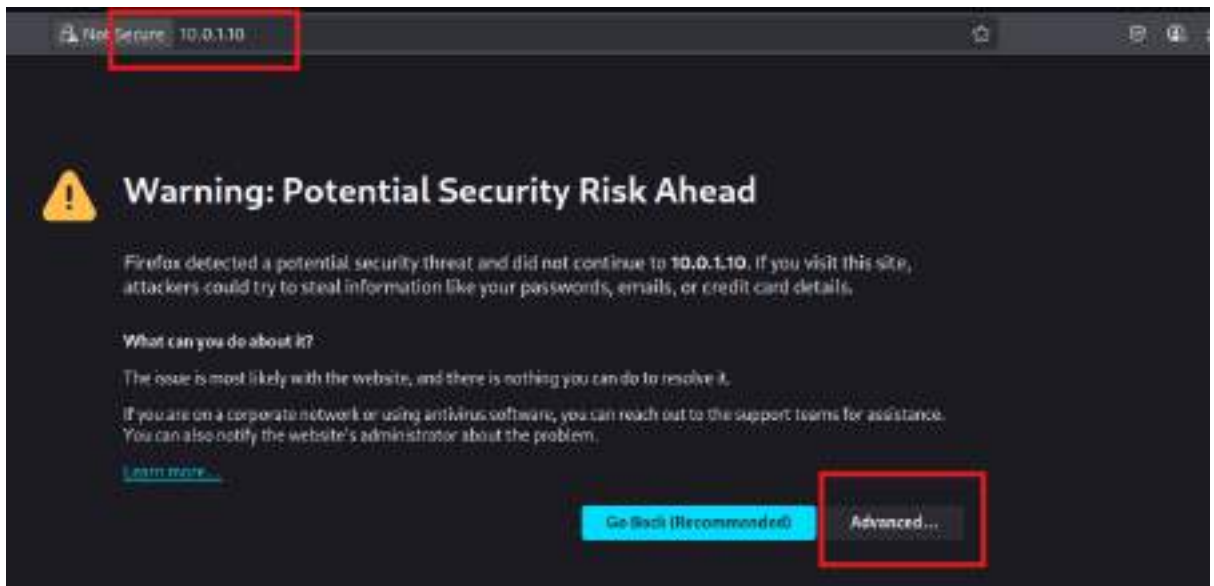 Not Secure 10.0.1.10
Warning: Potential Security Risk Ahead
Firefox detected a potential security threat and did not continue to 10.0.1.10. If you visit this site,
attackers could try to steal information like your passwords, emails, or credit card details.
What can you do about it?
The issue is most likely with the website, and there is nothing you can do to resolve it.
If you are on a corporate network or using antivirus software, you can reach out to the support teams for assistance.
You can also notify the website's administrator about the problem.
Learn more...
Go Back (Recommended) Advanced...